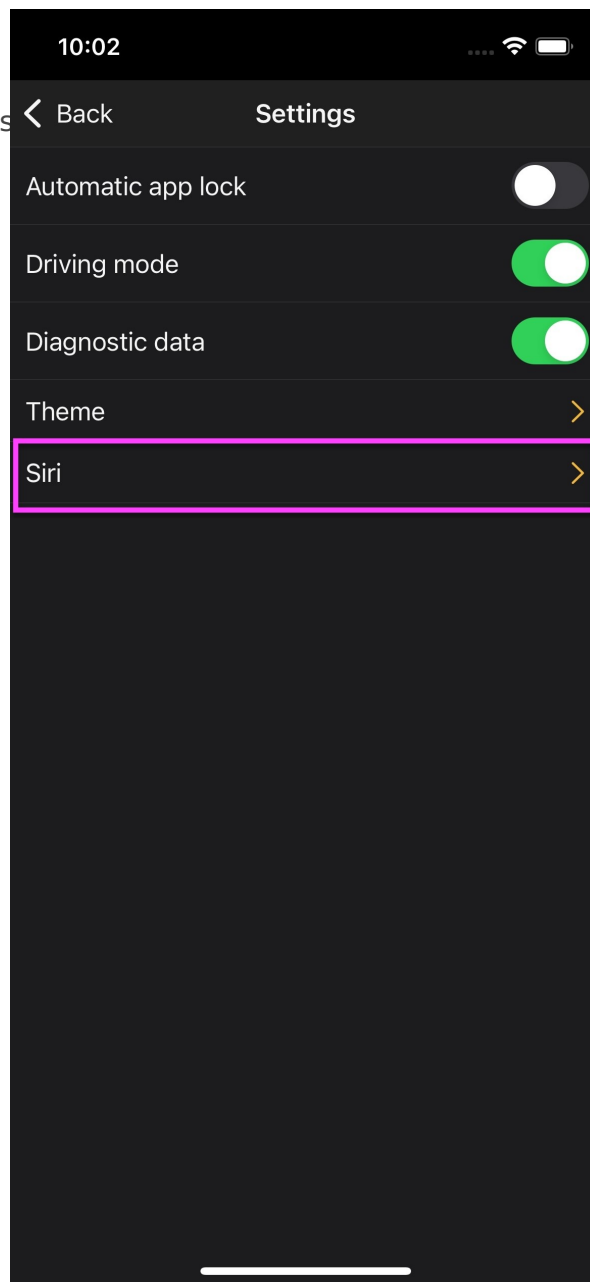 10:02
s
Back
Settings
Automatic app lock
Driving mode
Diagnostic data
Theme
Siri